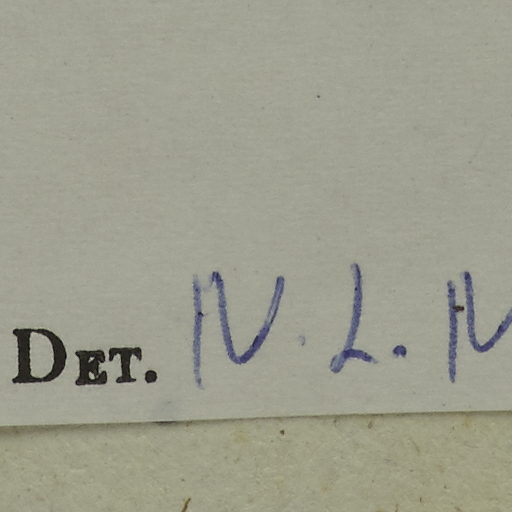 DET. N. L. N